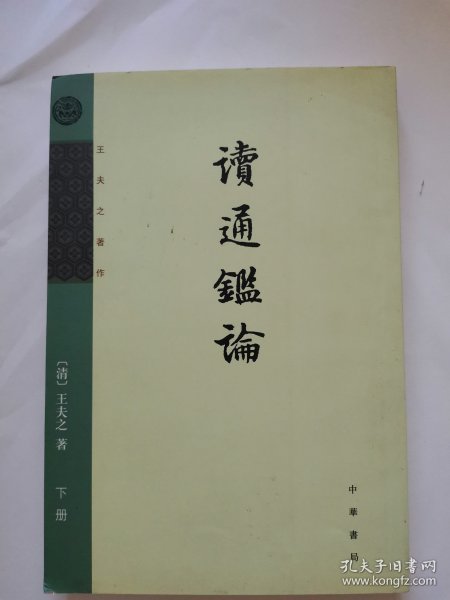 讀通鑑論
王夫之著作
〔清〕王夫之 著
下册
中華書局
孔夫子旧书网
www.kongfz.com